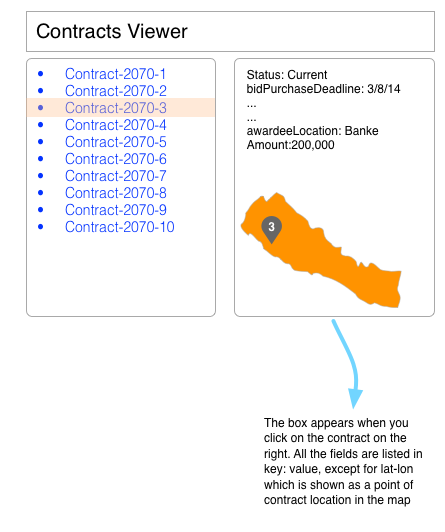 Contracts Viewer
• Contract-2070-1
• Contract-2070-2
• Contract-2070-3
• Contract-2070-4
• Contract-2070-5
• Contract-2070-6
• Contract-2070-7
• Contract-2070-8
• Contract-2070-9
• Contract-2070-10
Status: Current
bidPurchaseDeadline: 3/8/14
...
...
awardeeLocation: Banke
Amount:200,000
3
The box appears when you
click on the contract on the
right. All the fields are listed in
key: value, except for lat-lon
which is shown as a point of
contract location in the map